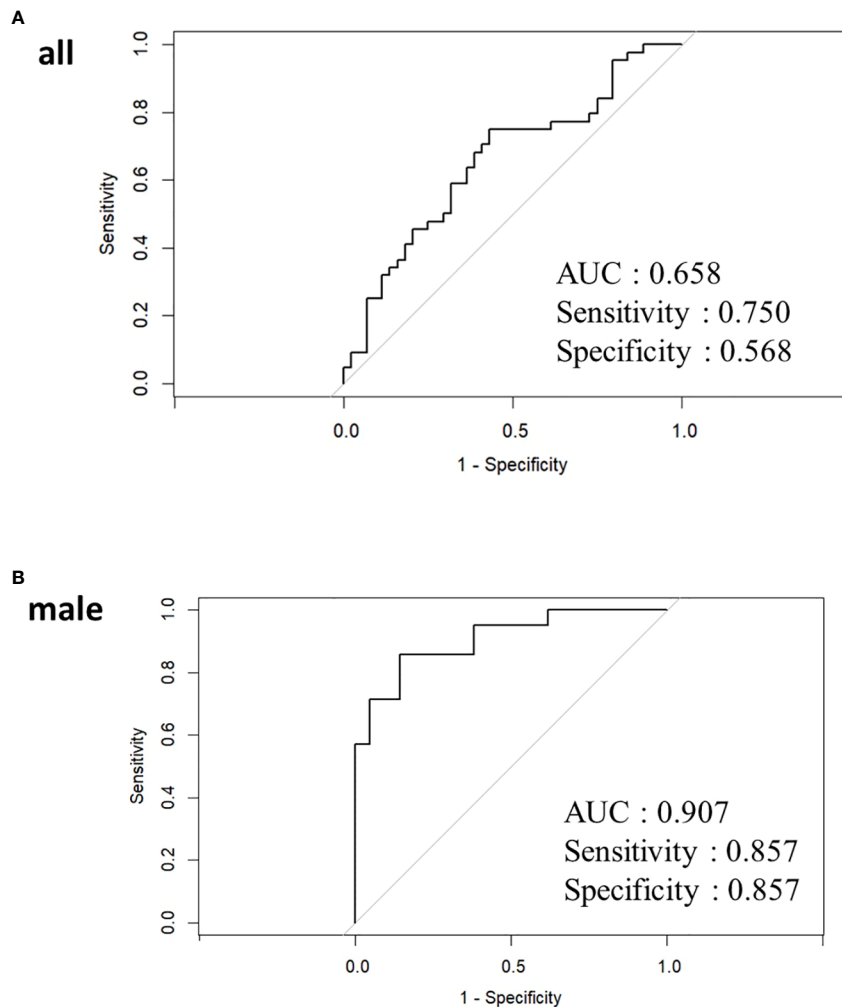 A
all
1.0
0.8
0.6
0.4
0.2
0.0
Sensitivity
AUC : 0.658
Sensitivity : 0.750
Specificity : 0.568
0.0 0.5 1.0
1 - Specificity
B
male
1.0
0.8
0.6
0.4
0.2
0.0
Sensitivity
AUC : 0.907
Sensitivity : 0.857
Specificity : 0.857
0.0 0.5 1.0
1 - Specificity